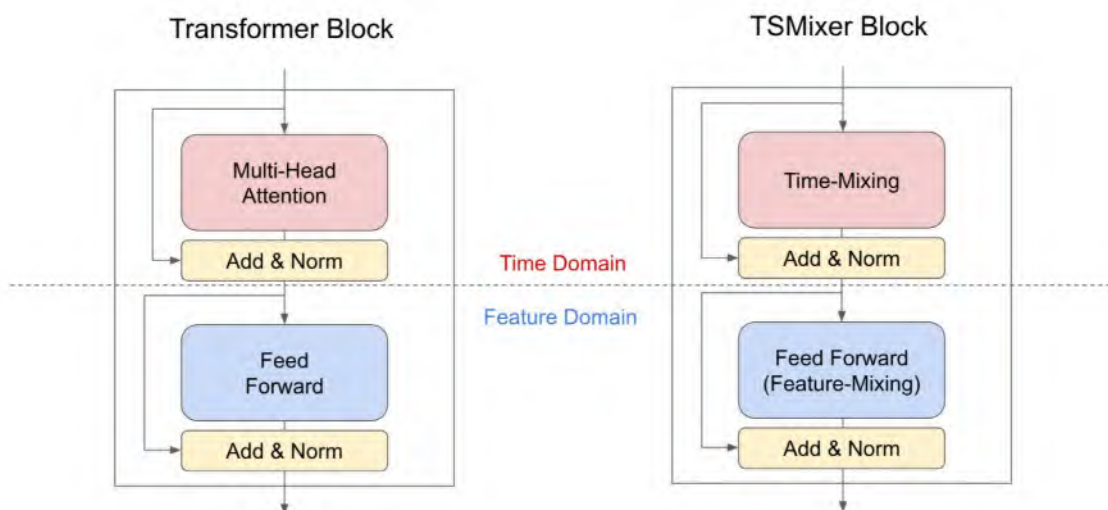 Transformer Block
Multi-Head
Attention
Add & Norm
Feed
Forward
Add & Norm
Time Domain
Feature Domain
TSMixer Block
Time-Mixing
Add & Norm
Feed Forward
(Feature-Mixing)
Add & Norm